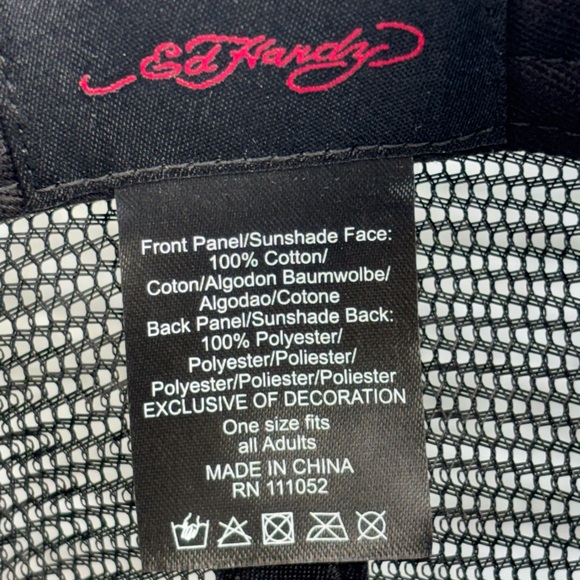 Ed Hardy
Front Panel/Sunshade Face:
100% Cotton/
Coton/Algodon Baumwolbe/
Algodao/Cotone
Back Panel/Sunshade Back:
100% Polyester/
Polyester/Poliester/
Polyester/Poliester/Poliester
EXCLUSIVE OF DECORATION
One size fits
all Adults
MADE IN CHINA
RN 111052